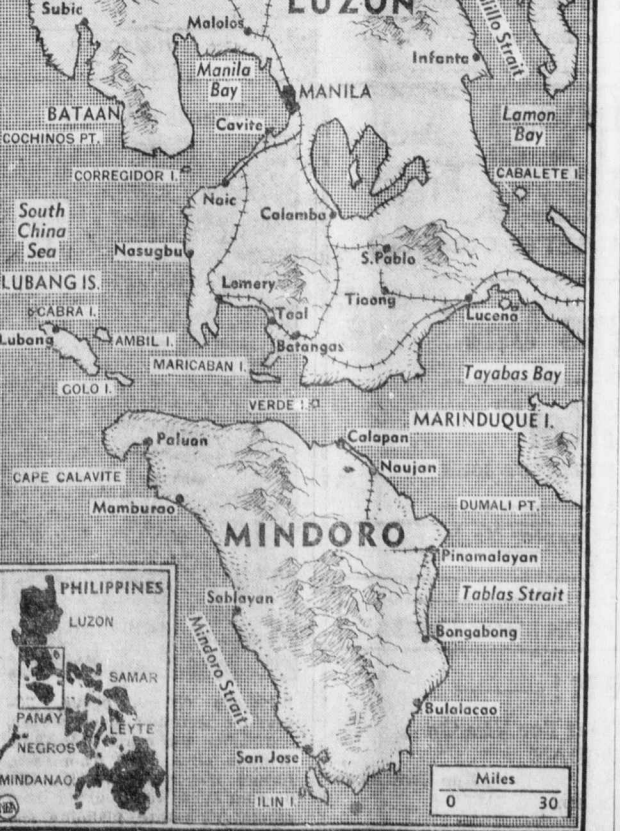 LUZON
Subic
Malolos
Infanta
Strait
Manila
Bay
MANILA
BATAAN
Lamon
Bay
Cavite
COCHINOS PT.
CORREGIDOR I.
CABALETE I.
Naic
South
China
Sea
Calamba
Nasugbu
S.Pablo
LUBANG IS.
Lemery
Tiaong
CABRA I.
Taal
Lucena
Lubang
AMBIL I.
Batangas
MARICABAN I.
Tayabas Bay
GOLO I.
VERDE I.
MARINDUQUE I.
Paluan
Calapan
Naujan
CAPE CALAVITE
Mamburao
DUMALI PT.
MINDORO
Pinamalayan
PHILIPPINES
Tablas Strait
Sablayan
LUZON
Mindoro Strait
Bongabong
SAMAR
PANAY
LEYTE
Bulalacao
NEGROS
San Jose
MINDANAO
Miles
ILIN I.
0 30